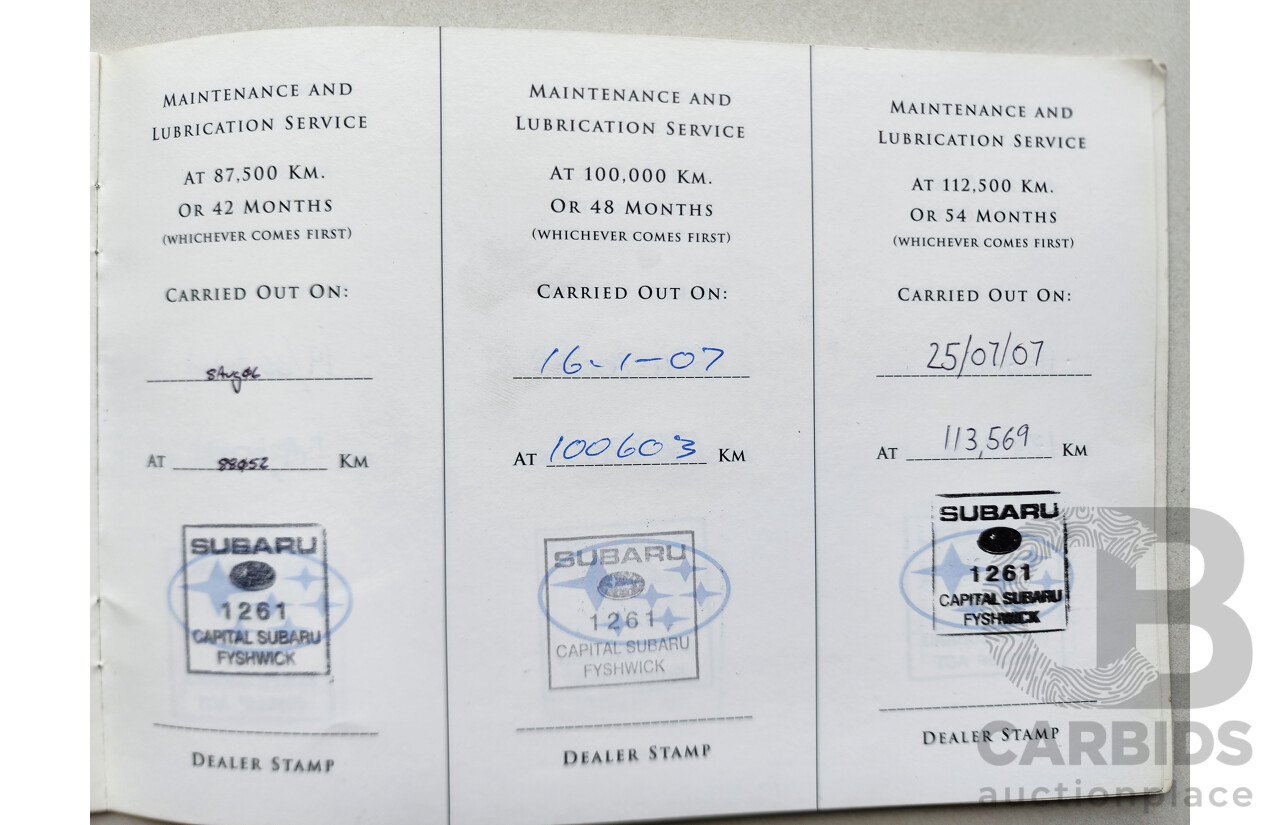 MAINTENANCE AND
LUBRICATION SERVICE
AT 87,500 KM.
OR 42 MONTHS
(WHICHEVER COMES FIRST)
CARRIED OUT ON:
8 Aug 06
AT 88052 KM
SUBARU
1261
CAPITAL SUBARU
FYSHWICK
DEALER STAMP
MAINTENANCE AND
LUBRICATION SERVICE
AT 100,000 KM.
OR 48 MONTHS
(WHICHEVER COMES FIRST)
CARRIED OUT ON:
16-1-07
AT 100603 KM
SUBARU
1261
CAPITAL SUBARU
FYSHWICK
DEALER STAMP
MAINTENANCE AND
LUBRICATION SERVICE
AT 112,500 KM.
OR 54 MONTHS
(WHICHEVER COMES FIRST)
CARRIED OUT ON:
25/07/07
AT 113,569 KM
SUBARU
1261
CAPITAL SUBARU
FYSHWICK
DEALER STAMP
CB
CARBIDS
auctionplace